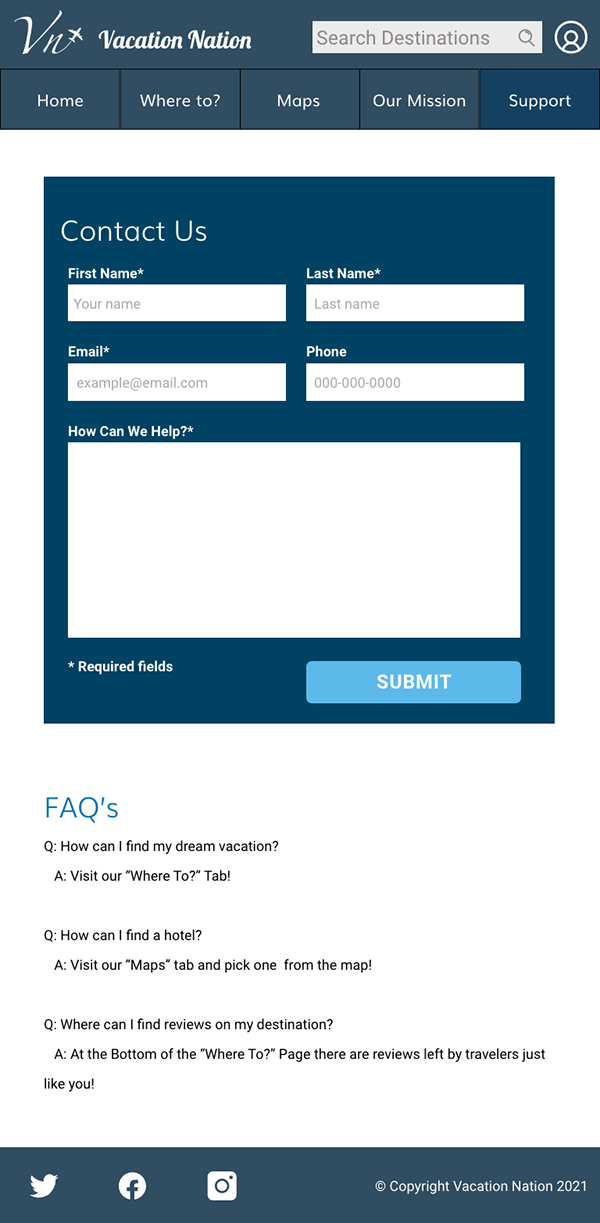 Vn Vacation Nation Search Destinations
Home Where to? Maps Our Mission Support
Contact Us
First Name* Last Name*
Your name Last name
Email* Phone
example@email.com 000-000-0000
How Can We Help?*
* Required fields SUBMIT
FAQ's
Q: How can I find my dream vacation?
A: Visit our “Where To?” Tab!
Q: How can I find a hotel?
A: Visit our “Maps” tab and pick one  from the map!
Q: Where can I find reviews on my destination?
A: At the Bottom of the “Where To?” Page there are reviews left by travelers just
like you!
© Copyright Vacation Nation 2021